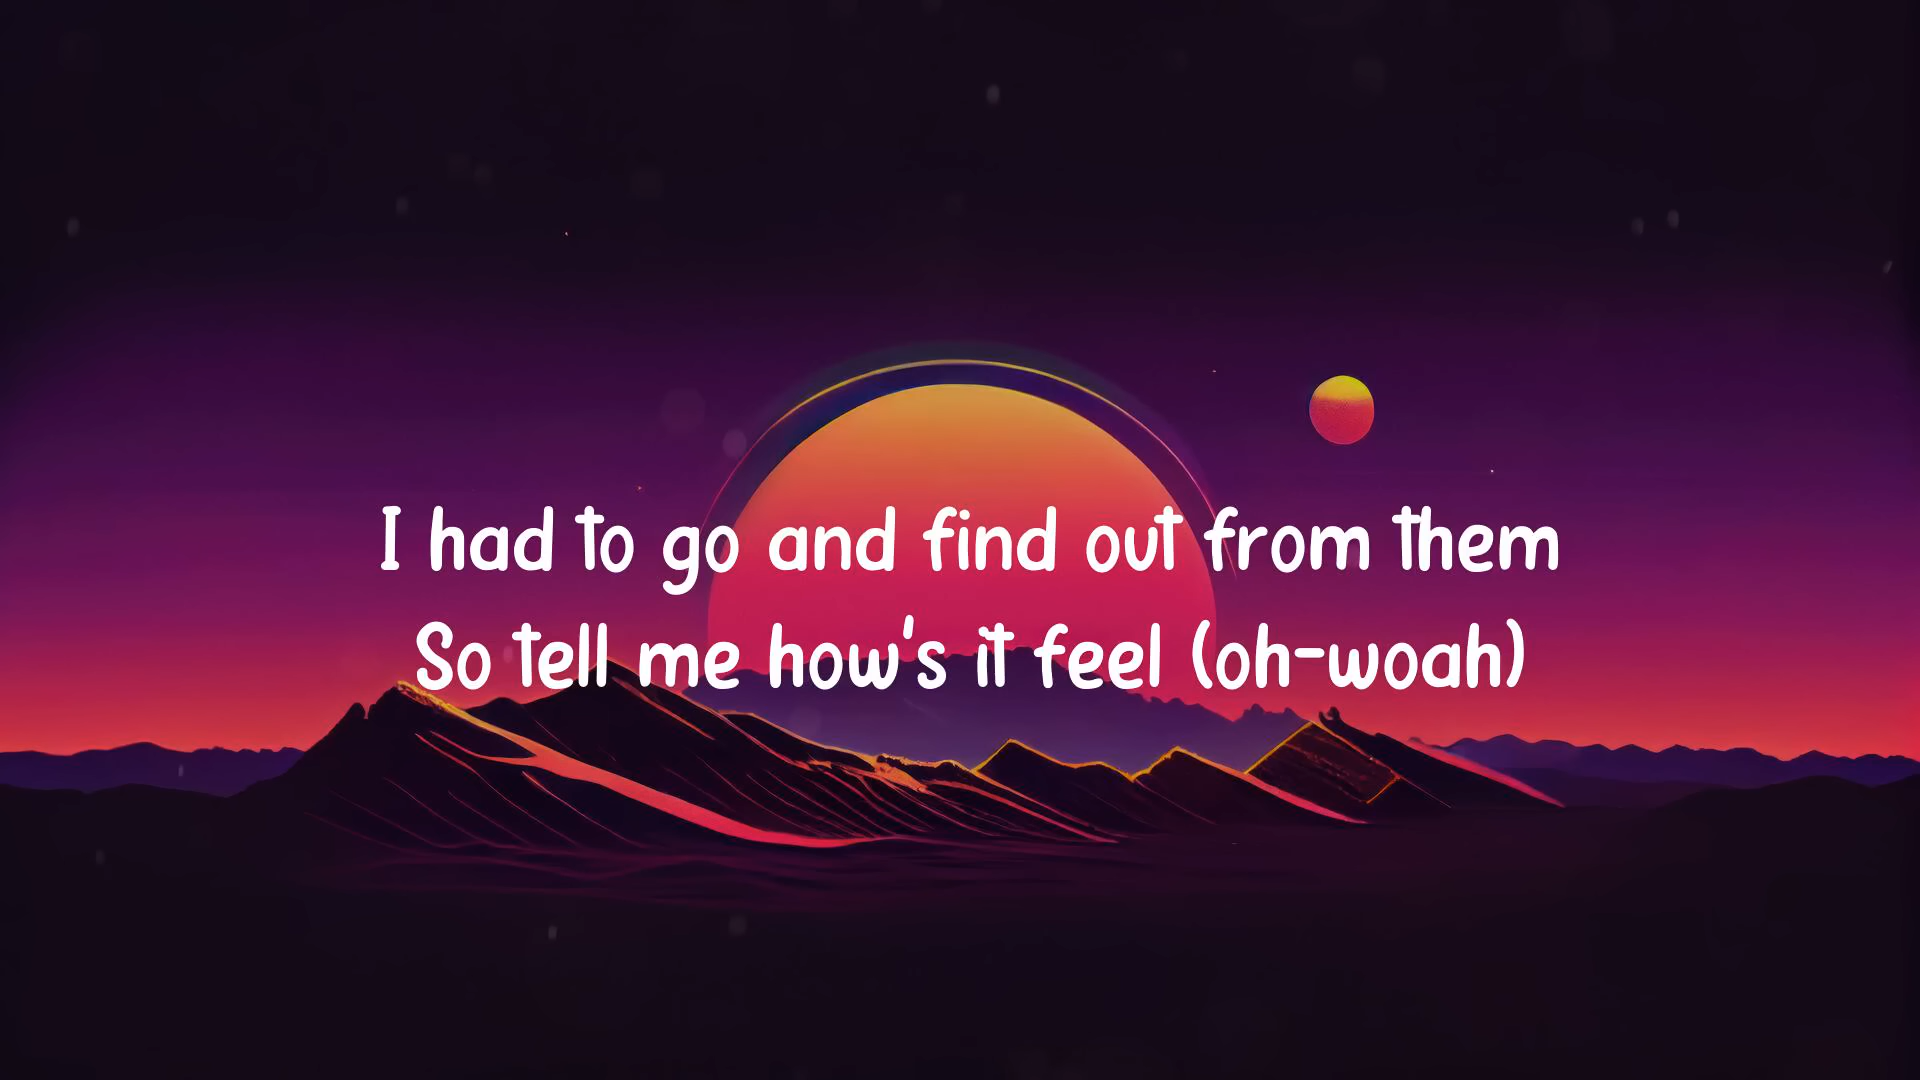 I had to go and find out from them
So tell me how's it feel (oh-woah)